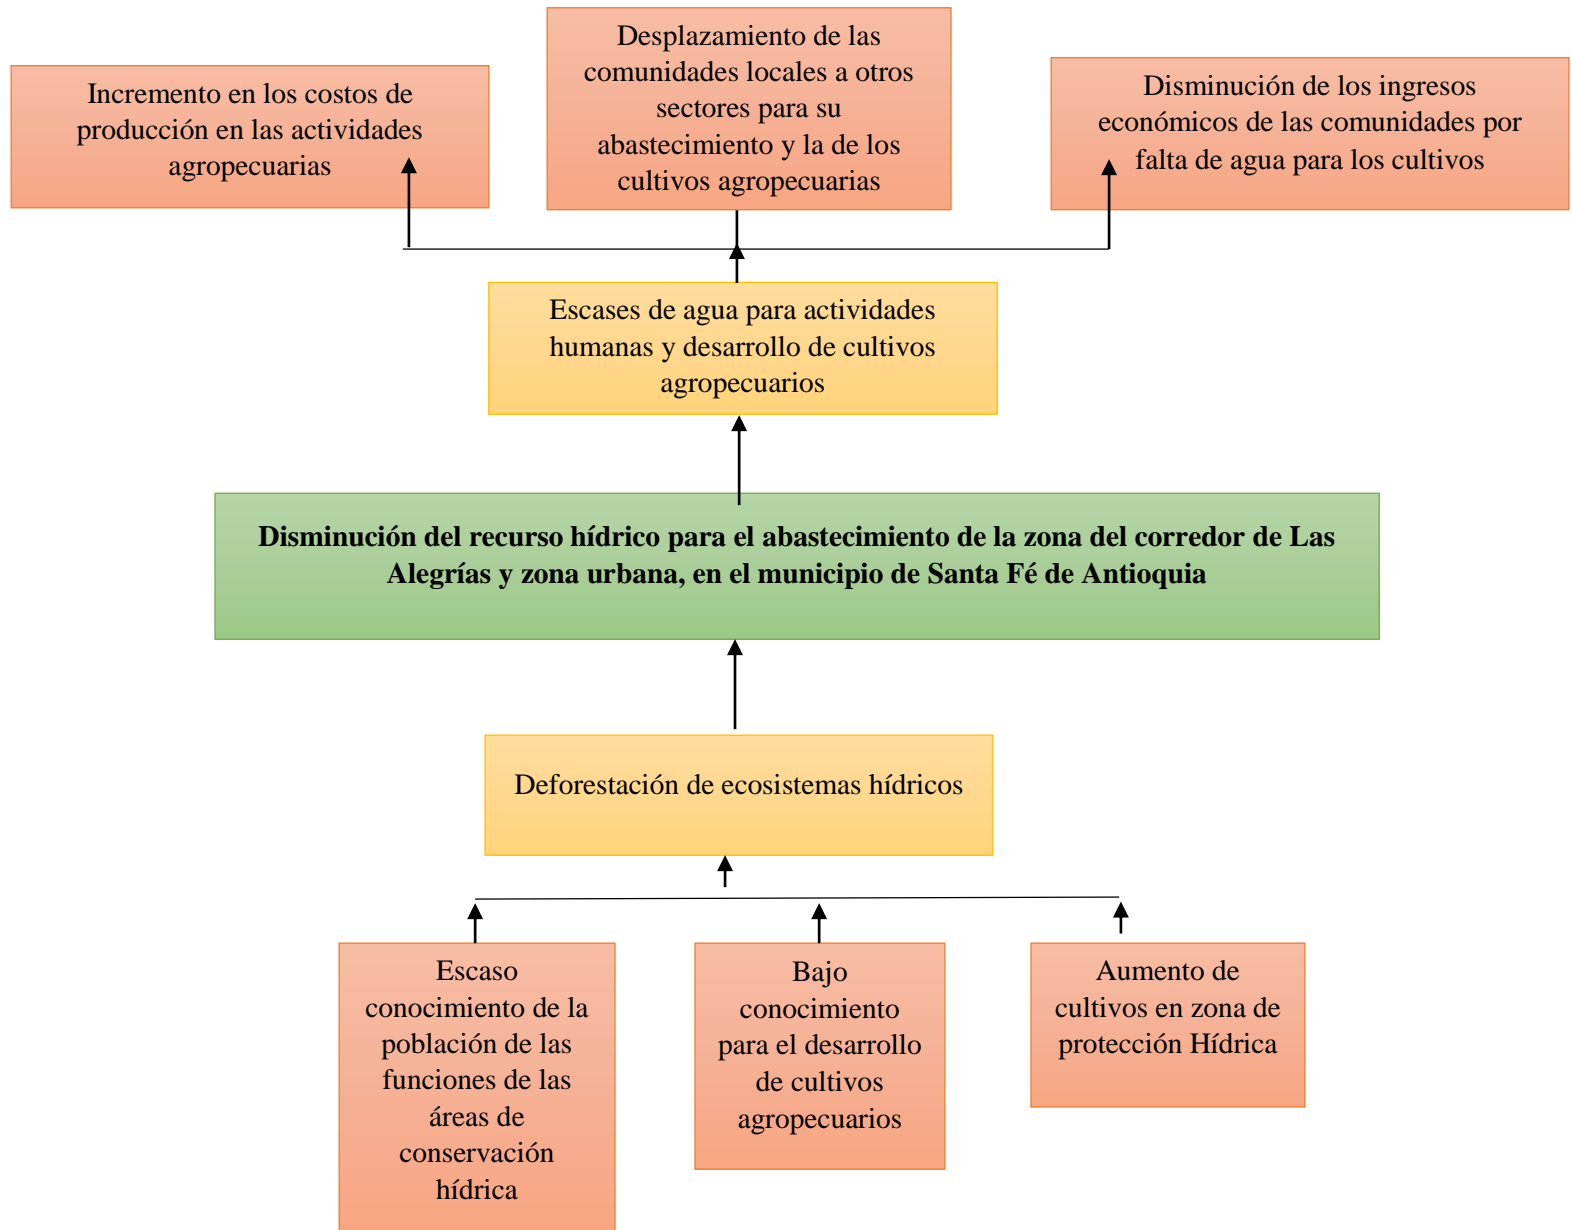 Incremento en los costos de
producción en las actividades
agropecuarias
Desplazamiento de las
comunidades locales a otros
sectores para su
abastecimiento y la de los
cultivos agropecuarias
Disminución de los ingresos
económicos de las comunidades por
falta de agua para los cultivos
Escases de agua para actividades
humanas y desarrollo de cultivos
agropecuarios
Disminución del recurso hídrico para el abastecimiento de la zona del corredor de Las
Alegrías y zona urbana, en el municipio de Santa Fé de Antioquia
Deforestación de ecosistemas hídricos
Escaso
conocimiento de la
población de las
funciones de las
áreas de
conservación
hídrica
Bajo
conocimiento
para el desarrollo
de cultivos
agropecuarios
Aumento de
cultivos en zona de
protección Hídrica